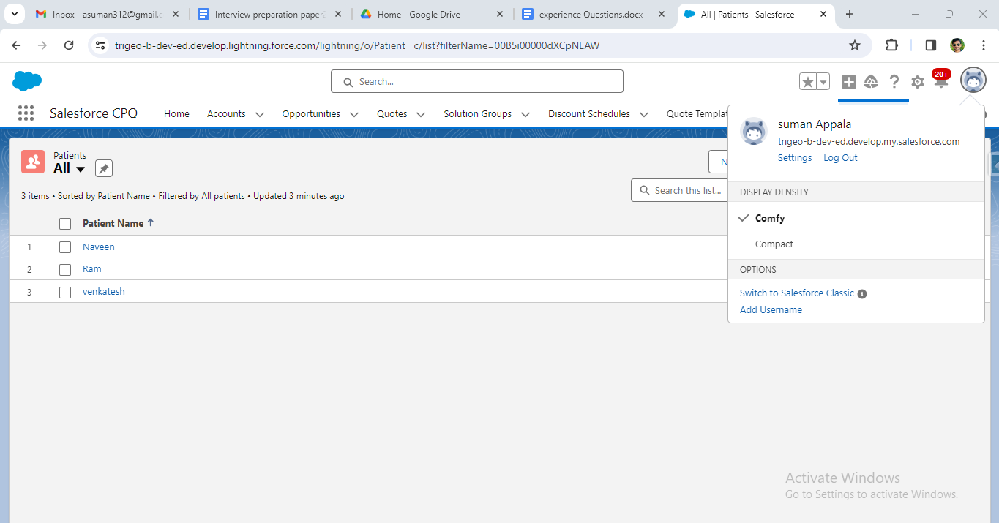 Inbox - asuman312@gmail.c
Interview preparation paper
Home - Google Drive
experience Questions.docx -
All | Patients | Salesforce
trigeo-b-dev-ed.develop.lightning.force.com/lightning/o/Patient__c/list?filterName=00B5i00000dXCpNEAW
Search...
20+
Salesforce CPQ
Home
Accounts
Opportunities
Quotes
Solution Groups
Discount Schedules
Quote Templat
suman Appala
trigeo-b-dev-ed.develop.my.salesforce.com
Settings Log Out
Patients
All
N
3 items • Sorted by Patient Name • Filtered by All patients • Updated 3 minutes ago
Search this list...
DISPLAY DENSITY
Comfy
Compact
OPTIONS
Switch to Salesforce Classic
Add Username
Patient Name
1 Naveen
2 Ram
3 venkatesh
Activate Windows
Go to Settings to activate Windows.